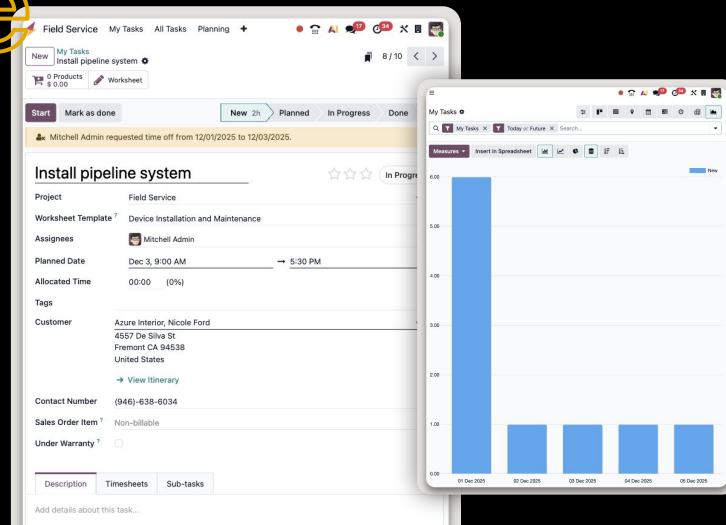 Field Service My Tasks All Tasks Planning + 17 34
New My Tasks
Install pipeline system
8 / 10
0 Products
$ 0.00
Worksheet
Start Mark as done New 2h Planned In Progress Done
Mitchell Admin requested time off from 12/01/2025 to 12/03/2025.
Install pipeline system In Progre
Project Field Service
Worksheet Template ? Device Installation and Maintenance
Assignees Mitchell Admin
Planned Date Dec 3, 9:00 AM → 5:30 PM
Allocated Time 00:00 (0%)
Tags
Customer Azure Interior, Nicole Ford
4557 De Silva St
Fremont CA 94538
United States
→ View Itinerary
Contact Number (946)-638-6034
Sales Order Item ? Non-billable
Under Warranty ?
Description Timesheets Sub-tasks
Add details about this task...
AI 17 34
My Tasks
My Tasks × Today or Future × Search...
Measures Insert in Spreadsheet
New
6.00
5.00
4.00
3.00
2.00
1.00
0.00
01 Dec 2025 02 Dec 2025 03 Dec 2025 04 Dec 2025 05 Dec 2025